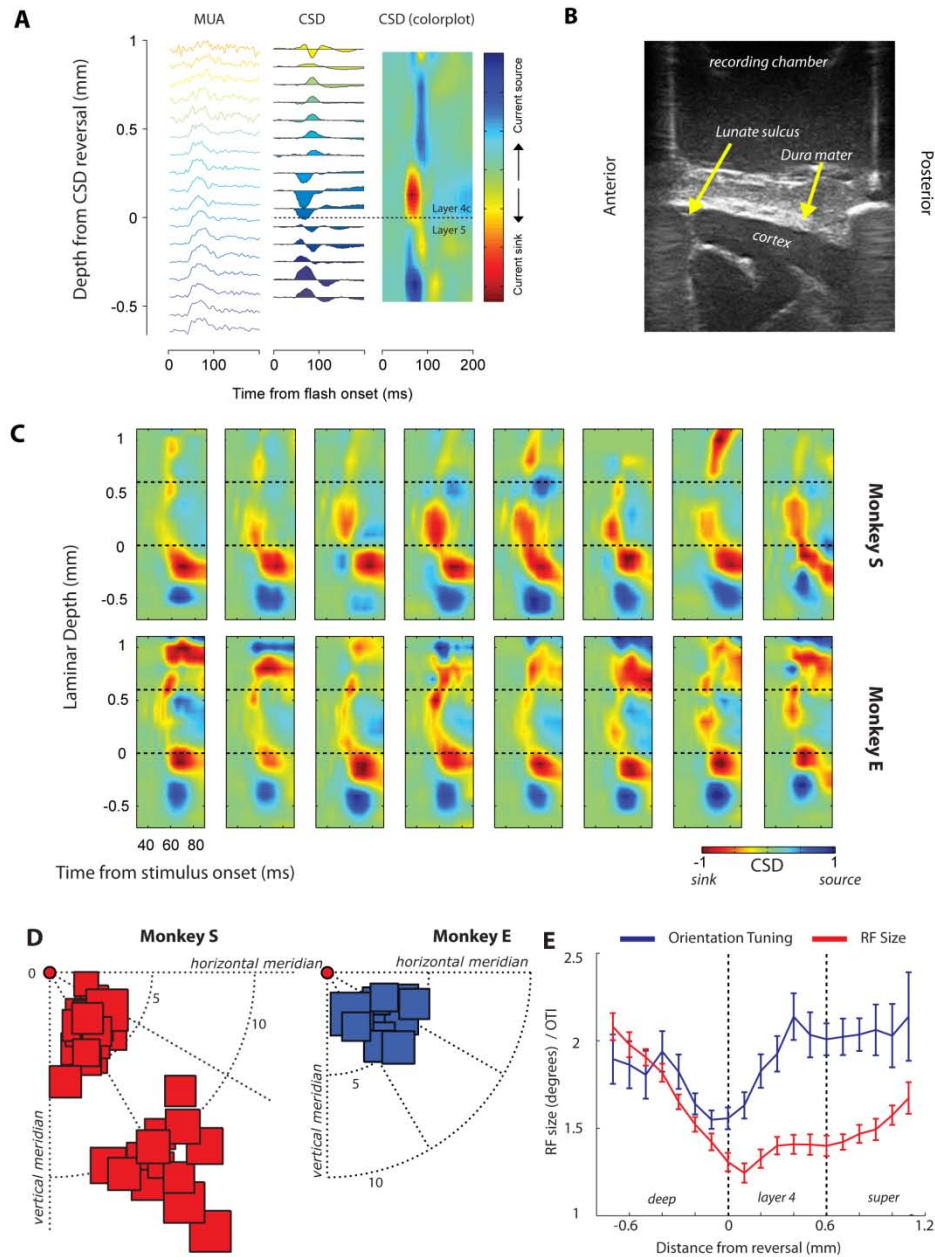 A
MUA
CSD
CSD (colorplot)
Depth from CSD reversal (mm)
1
0.5
0
-0.5
Layer 4c
Layer 5
Current source
Current sink
0
100
0
100
0
100
200
Time from flash onset (ms)
B
recording chamber
Lunate sulcus
Dura mater
cortex
Anterior
Posterior
C
Laminar Depth (mm)
1
0.5
0
-0.5
Monkey S
1
0.5
0
-0.5
Monkey E
40 60 80
Time from stimulus onset (ms)
-1
CSD
1
sink
source
D
Monkey S
0
horizontal meridian
5
10
vertical meridian
Monkey E
horizontal meridian
5
10
vertical meridian
E
Orientation Tuning
RF Size
RF size (degrees) / OTI
2.5
2
1.5
1
deep
layer 4
super
-0.6
0
0.6
1.2
Distance from reversal (mm)